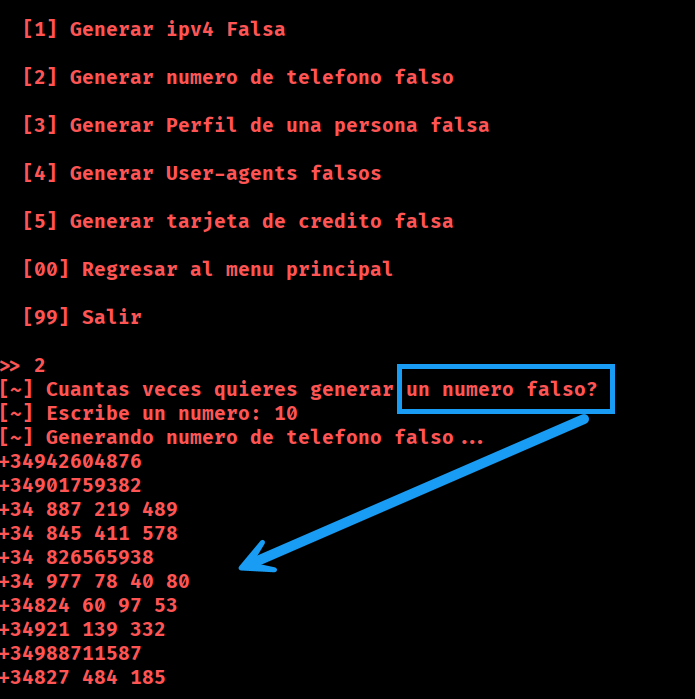 [1] Generar ipv4 Falsa
[2] Generar numero de telefono falso
[3] Generar Perfil de una persona falsa
[4] Generar User-agents falsos
[5] Generar tarjeta de credito falsa
[00] Regresar al menu principal
[99] Salir
>> 2
[~] Cuantas veces quieres generar un numero falso?
[~] Escribe un numero: 10
[~] Generando numero de telefono falso...
+34942604876
+34901759382
+34 887 219 489
+34 845 411 578
+34 826565938
+34 977 78 40 80
+34824 60 97 53
+34921 139 332
+34988711587
+34827 484 185